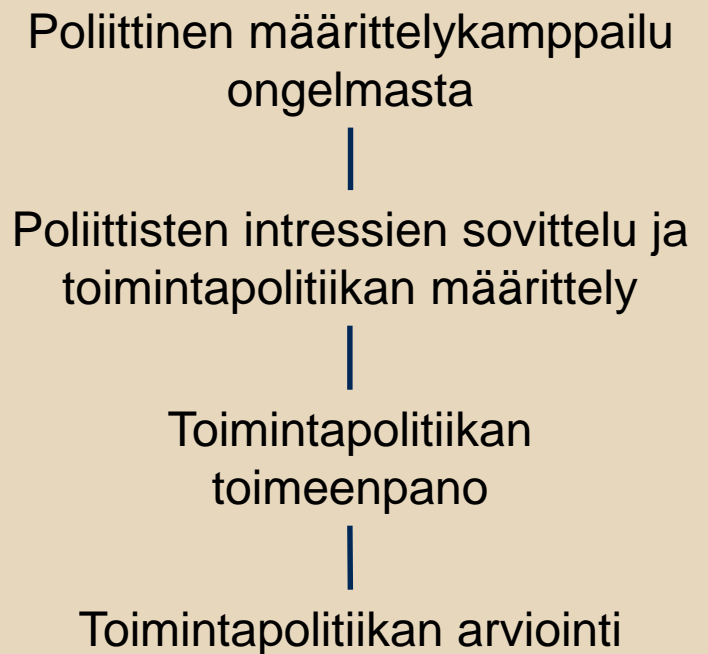 Poliittinen määrittelykamppailu
ongelmasta
Poliittisten intressien sovittelu ja
toimintapolitiikan määrittely
Toimintapolitiikan
toimeenpano
Toimintapolitiikan arviointi